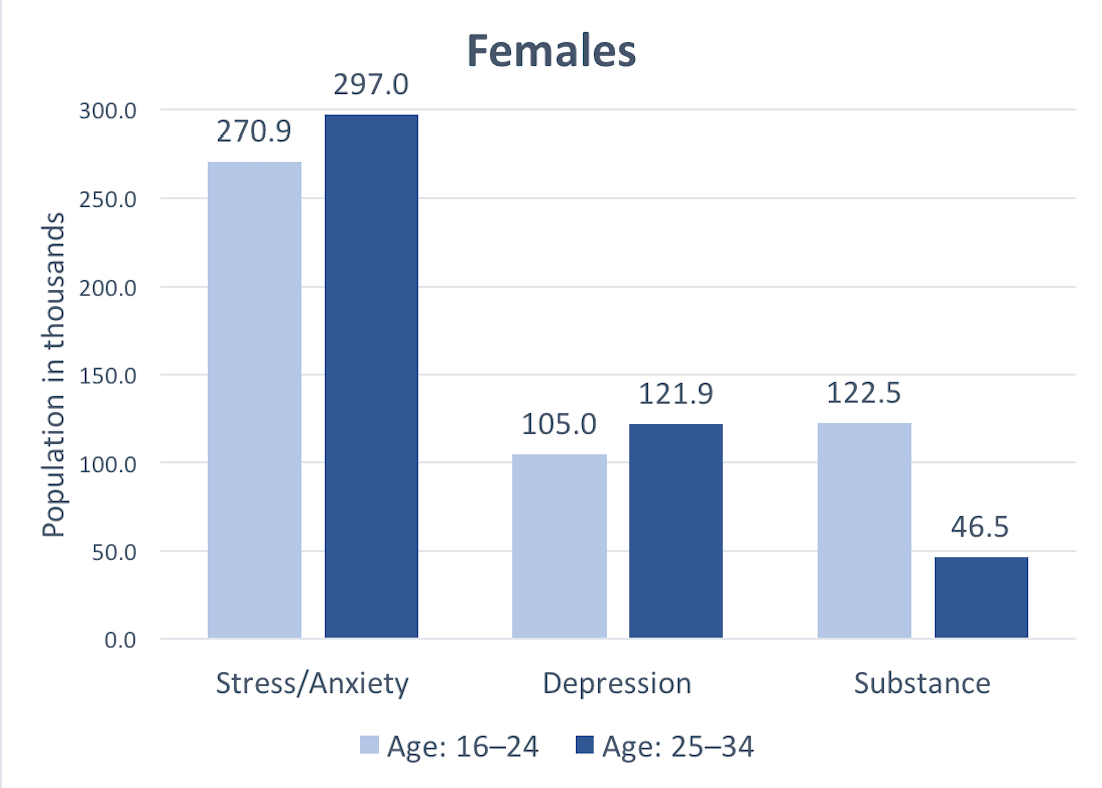 Females
Population in thousands
300.0
250.0
200.0
150.0
100.0
50.0
0.0
270.9
297.0
105.0
121.9
122.5
46.5
Stress/Anxiety
Depression
Substance
Age: 16–24
Age: 25–34